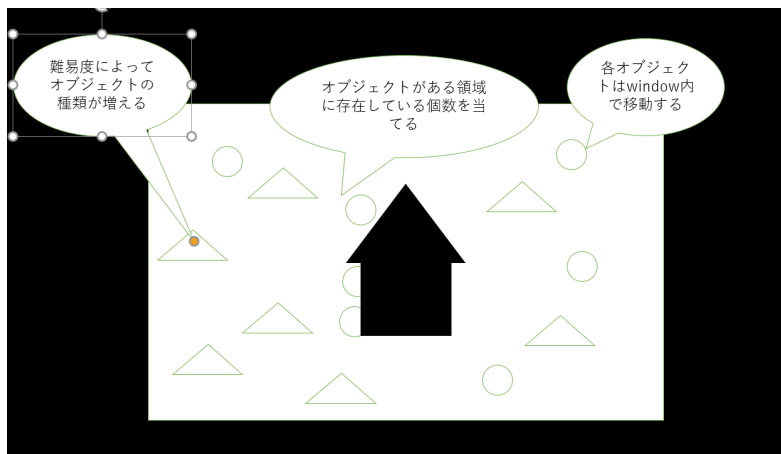 難易度によって
オブジェクトの
種類が増える
オブジェクトがある領域
に存在している個数を当
てる
各オブジェク
トはwindow内
で移動する